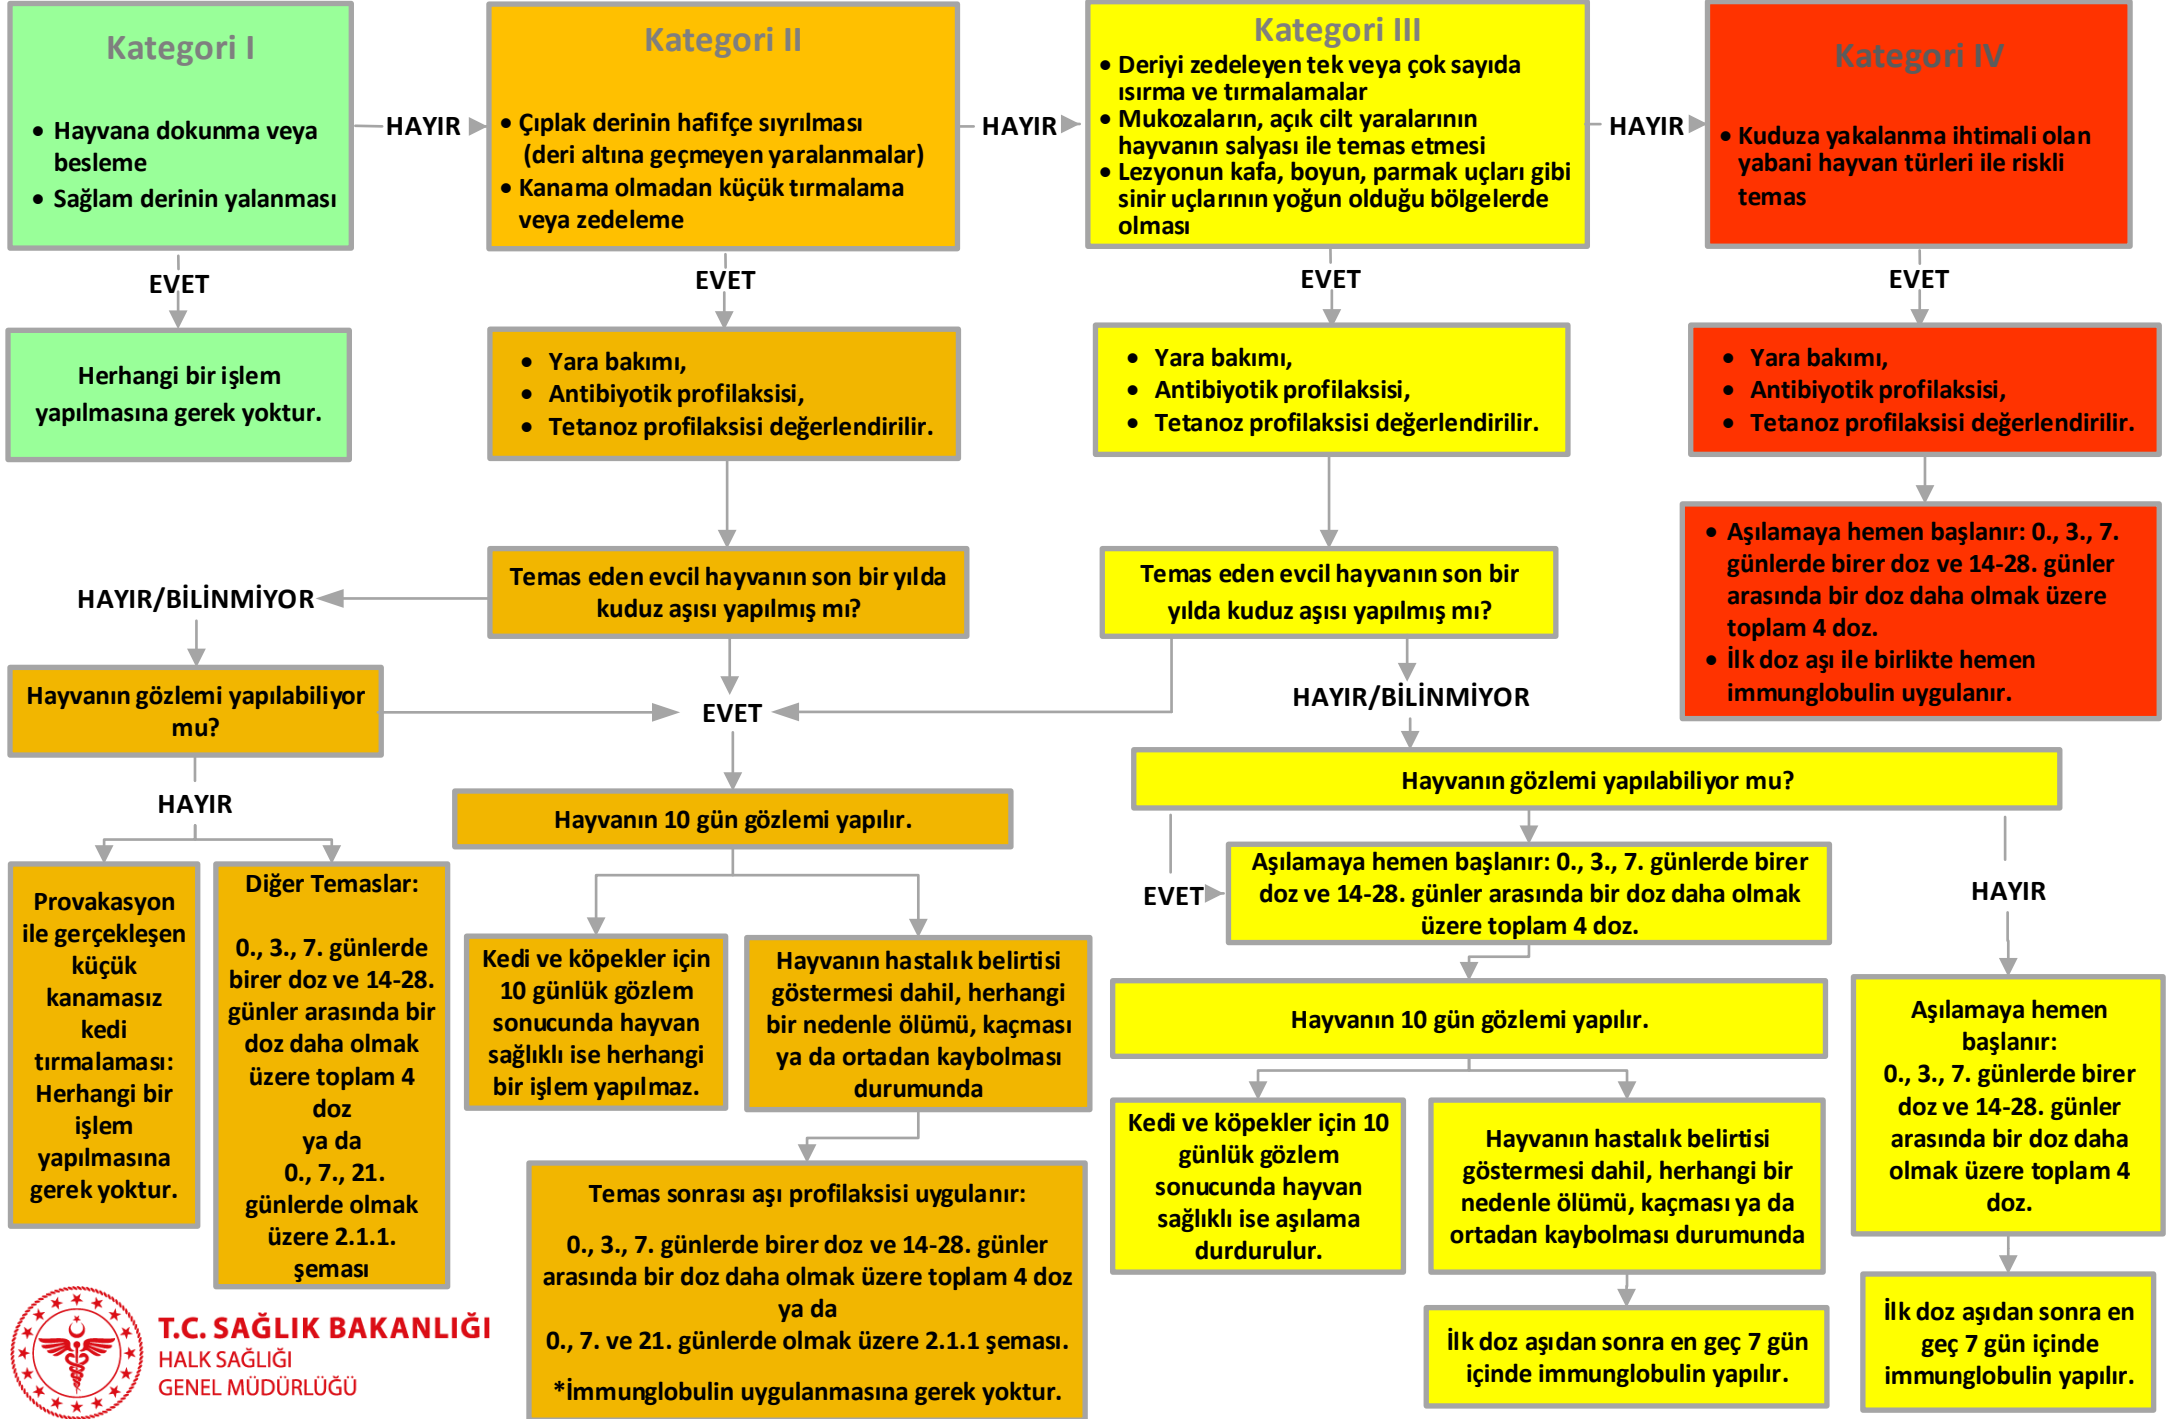 Kategori I
• Hayvana dokunma veya
besleme
• Sağlam derinin yalanması
HAYIR
Kategori II
• Çıplak derinin hafifçe sıyrılması
(deri altına geçmeyen yaralanmalar)
• Kanama olmadan küçük tırmalama
veya zedeleme
HAYIR
Kategori III
• Deriyi zedeleyen tek veya çok sayıda
ısırma ve tırmalamalar
• Mukozaların, açık cilt yaralarının
hayvanın salyası ile temas etmesi
• Lezyonun kafa, boyun, parmak uçları gibi
sinir uçlarının yoğun olduğu bölgelerde
olması
HAYIR
Kategori IV
• Kuduza yakalanma ihtimali olan
yabani hayvan türleri ile riskli
temas
EVET
EVET
EVET
EVET
Herhangi bir işlem
yapılmasına gerek yoktur.
• Yara bakımı,
• Antibiyotik profilaksisi,
• Tetanoz profilaksisi değerlendirilir.
• Yara bakımı,
• Antibiyotik profilaksisi,
• Tetanoz profilaksisi değerlendirilir.
• Yara bakımı,
• Antibiyotik profilaksisi,
• Tetanoz profilaksisi değerlendirilir.
Temas eden evcil hayvanın son bir yılda
kuduz aşısı yapılmış mı?
Temas eden evcil hayvanın son bir
yılda kuduz aşısı yapılmış mı?
• Aşılamaya hemen başlanır: 0., 3., 7.
günlerde birer doz ve 14-28. günler
arasında bir doz daha olmak üzere
toplam 4 doz.
• İlk doz aşı ile birlikte hemen
immunglobulin uygulanır.
HAYIR/BİLİNMİYOR
Hayvanın gözlemi yapılabiliyor
mu?
EVET
HAYIR/BİLİNMİYOR
Hayvanın gözlemi yapılabiliyor mu?
HAYIR
Hayvanın 10 gün gözlemi yapılır.
EVET
Aşılamaya hemen başlanır: 0., 3., 7. günlerde birer
doz ve 14-28. günler arasında bir doz daha olmak
üzere toplam 4 doz.
HAYIR
Provakasyon
ile gerçekleşen
küçük
kanamasız
kedi
tırmalaması:
Herhangi bir
işlem
yapılmasına
gerek yoktur.
Diğer Temaslar:
0., 3., 7. günlerde
birer doz ve 14-28.
günler arasında bir
doz daha olmak
üzere toplam 4
doz
ya da
0., 7., 21.
günlerde olmak
üzere 2.1.1.
şeması
Kedi ve köpekler için
10 günlük gözlem
sonucunda hayvan
sağlıklı ise herhangi
bir işlem yapılmaz.
Hayvanın hastalık belirtisi
göstermesi dahil, herhangi
bir nedenle ölümü, kaçması
ya da ortadan kaybolması
durumunda
Hayvanın 10 gün gözlemi yapılır.
Aşılamaya hemen
başlanır:
0., 3., 7. günlerde birer
doz ve 14-28. günler
arasında bir doz daha
olmak üzere toplam 4
doz.
Kedi ve köpekler için 10
günlük gözlem
sonucunda hayvan
sağlıklı ise aşılama
durdurulur.
Hayvanın hastalık belirtisi
göstermesi dahil, herhangi bir
nedenle ölümü, kaçması ya da
ortadan kaybolması durumunda
Temas sonrası aşı profilaksisi uygulanır:
0., 3., 7. günlerde birer doz ve 14-28. günler
arasında bir doz daha olmak üzere toplam 4 doz
ya da
0., 7. ve 21. günlerde olmak üzere 2.1.1 şeması.
*İmmunglobulin uygulanmasına gerek yoktur.
İlk doz aşıdan sonra en geç 7 gün
içinde immunglobulin yapılır.
İlk doz aşıdan sonra en
geç 7 gün içinde
immunglobulin yapılır.
T.C. SAĞLIK BAKANLIĞI
HALK SAĞLIĞI
GENEL MÜDÜRLÜĞÜ